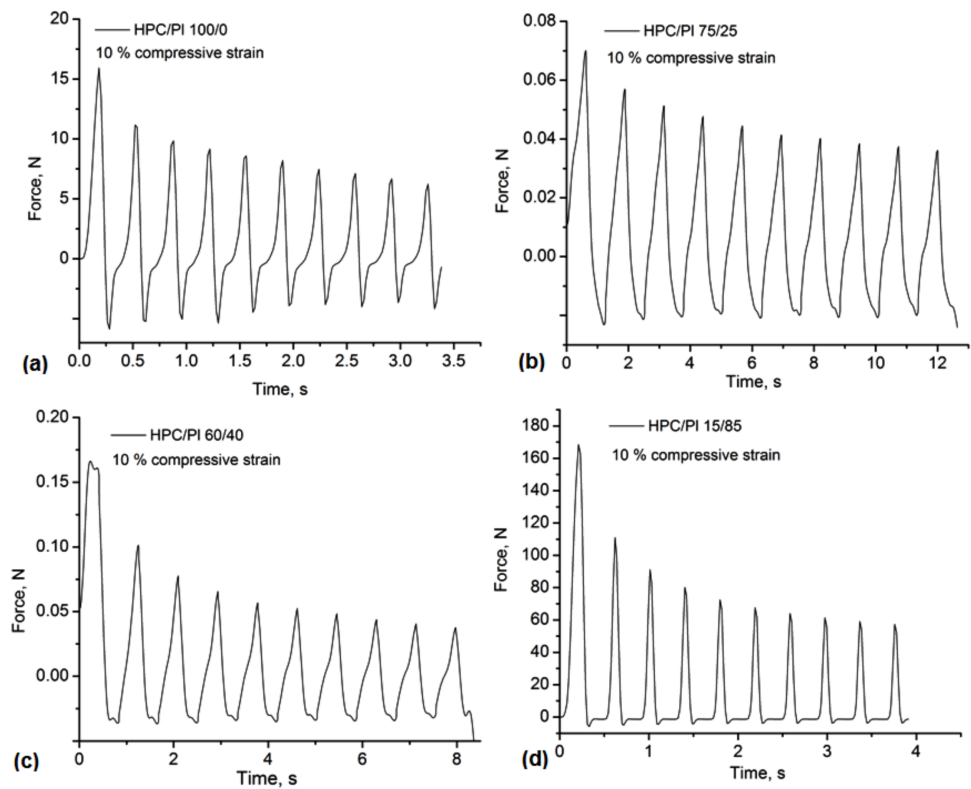 HPC/PI 100/0
10 % compressive strain
20
15
10
5
0
Force, N
0.0 0.5 1.0 1.5 2.0 2.5 3.0 3.5
Time, s
(a)
HPC/PI 75/25
10 % compressive strain
0.08
0.06
0.04
0.02
0.00
Force, N
0 2 4 6 8 10 12
Time, s
(b)
HPC/PI 60/40
10 % compressive strain
0.20
0.15
0.10
0.05
0.00
Force, N
0 2 4 6 8
Time, s
(c)
HPC/PI 15/85
10 % compressive strain
180
160
140
120
100
80
60
40
20
0
Force, N
0 1 2 3 4
Time, s
(d)